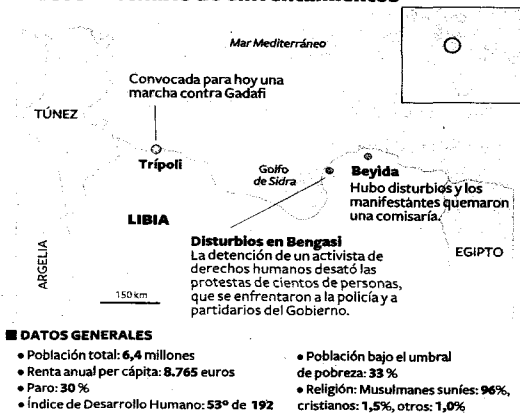 Mar Mediterráneo
Convocada para hoy una
marcha contra Gadafi
TÚNEZ
Trípoli
Golfo
de Sidra
Beyida
Hubo disturbios y los
manifestantes quemaron
una comisaría.
LIBIA
Disturbios en Bengasi
La detención de un activista de
derechos humanos desató las
protestas de cientos de personas,
que se enfrentaron a la policía y a
partidarios del Gobierno.
EGIPTO
ARGELIA
150 km
DATOS GENERALES
• Población total: 6,4 millones
• Renta anual per cápita: 8.765 euros
• Paro: 30 %
• Índice de Desarrollo Humano: 53º de 192
• Población bajo el umbral
de pobreza: 33 %
• Religión: Musulmanes suníes: 96%,
cristianos: 1,5%, otros: 1,0%